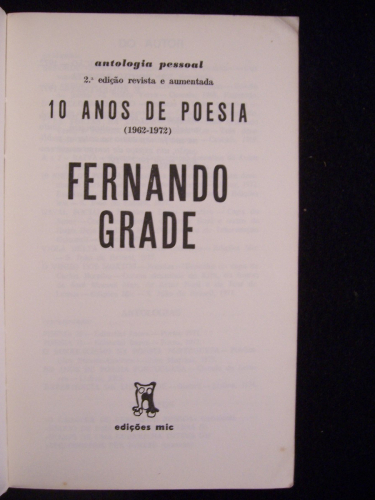 antologia pessoal
2.ª edição revista e aumentada
10 ANOS DE POESIA
(1962-1972)
FERNANDO
GRADE
edições mic